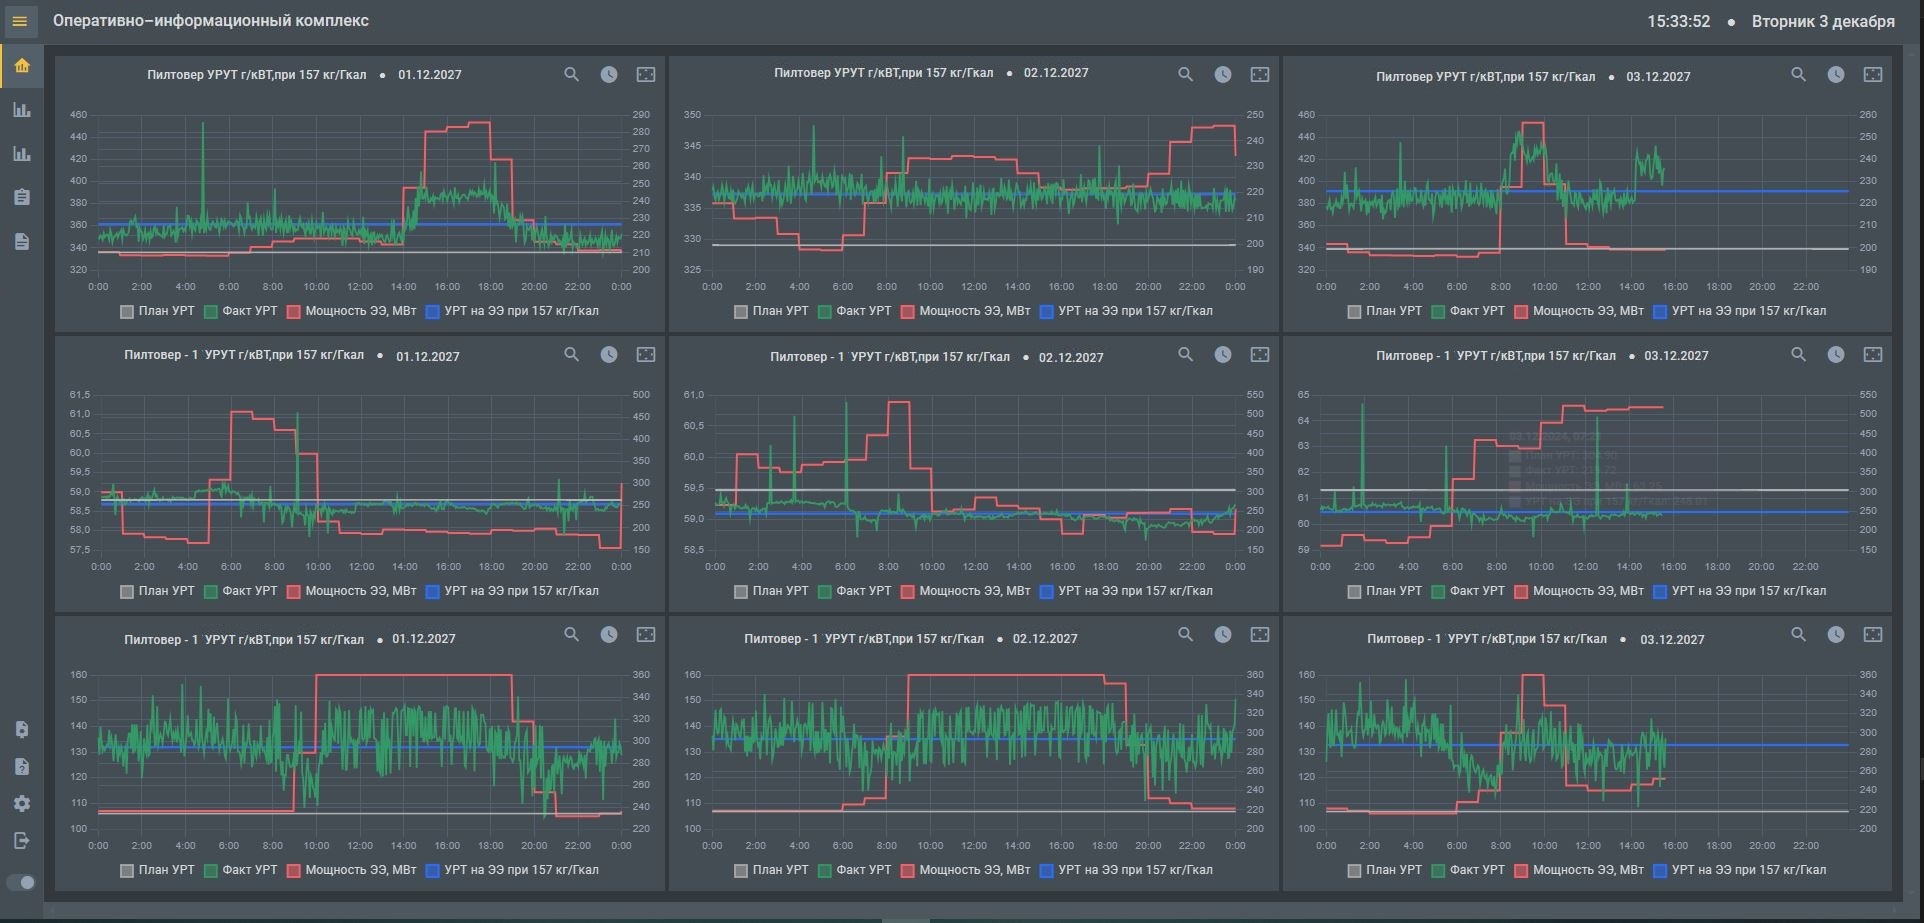 Оперативно–информационный комплекс
15:33:52 ● Вторник 3 декабря
Пилтовер УРУТ г/кВТ,при 157 кг/Гкал ● 01.12.2027
460 440 420 400 380 360 340 320
290 280 270 260 250 240 230 220 210 200
0:00 2:00 4:00 6:00 8:00 10:00 12:00 14:00 16:00 18:00 20:00 22:00 0:00
План УРТ Факт УРТ Мощность ЭЭ, МВт УРТ на ЭЭ при 157 кг/Гкал
Пилтовер УРУТ г/кВТ,при 157 кг/Гкал ● 02.12.2027
350 345 340 335 330 325
250 240 230 220 210 200 190
0:00 2:00 4:00 6:00 8:00 10:00 12:00 14:00 16:00 18:00 20:00 22:00 0:00
План УРТ Факт УРТ Мощность ЭЭ, МВт УРТ на ЭЭ при 157 кг/Гкал
Пилтовер УРУТ г/кВТ,при 157 кг/Гкал ● 03.12.2027
460 440 420 400 380 360 340 320
260 250 240 230 220 210 200 190
0:00 2:00 4:00 6:00 8:00 10:00 12:00 14:00 16:00 18:00 20:00 22:00
План УРТ Факт УРТ Мощность ЭЭ, МВт УРТ на ЭЭ при 157 кг/Гкал
Пилтовер - 1 УРУТ г/кВТ,при 157 кг/Гкал ● 01.12.2027
61,5 61,0 60,5 60,0 59,5 59,0 58,5 58,0 57,5
500 450 400 350 300 250 200 150
0:00 2:00 4:00 6:00 8:00 10:00 12:00 14:00 16:00 18:00 20:00 22:00 0:00
План УРТ Факт УРТ Мощность ЭЭ, МВт УРТ на ЭЭ при 157 кг/Гкал
Пилтовер - 1 УРУТ г/кВТ,при 157 кг/Гкал ● 02.12.2027
61,0 60,5 60,0 59,5 59,0 58,5
550 500 450 400 350 300 250 200 150
0:00 2:00 4:00 6:00 8:00 10:00 12:00 14:00 16:00 18:00 20:00 22:00 0:00
План УРТ Факт УРТ Мощность ЭЭ, МВт УРТ на ЭЭ при 157 кг/Гкал
Пилтовер - 1 УРУТ г/кВТ,при 157 кг/Гкал ● 03.12.2027
65 64 63 62 61 60 59
550 500 450 400 350 300 250 200 150
План УРТ:
Факт УРТ:
Мощность ЭЭ, МВт:
УРТ на ЭЭ при 157 кг/Гкал:
0:00 2:00 4:00 6:00 8:00 10:00 12:00 14:00 16:00 18:00 20:00 22:00
План УРТ Факт УРТ Мощность ЭЭ, МВт УРТ на ЭЭ при 157 кг/Гкал
Пилтовер - 1 УРУТ г/кВТ,при 157 кг/Гкал ● 01.12.2027
160 150 140 130 120 110 100
360 340 320 300 280 260 240 220
0:00 2:00 4:00 6:00 8:00 10:00 12:00 14:00 16:00 18:00 20:00 22:00 0:00
План УРТ Факт УРТ Мощность ЭЭ, МВт УРТ на ЭЭ при 157 кг/Гкал
Пилтовер - 1 УРУТ г/кВТ,при 157 кг/Гкал ● 02.12.2027
160 150 140 130 120 110 100
360 340 320 300 280 260 240 220 200
0:00 2:00 4:00 6:00 8:00 10:00 12:00 14:00 16:00 18:00 20:00 22:00 0:00
План УРТ Факт УРТ Мощность ЭЭ, МВт УРТ на ЭЭ при 157 кг/Гкал
Пилтовер - 1 УРУТ г/кВТ,при 157 кг/Гкал ● 03.12.2027
160 150 140 130 120 110 100
360 340 320 300 280 260 240 220 200
0:00 2:00 4:00 6:00 8:00 10:00 12:00 14:00 16:00 18:00 20:00 22:00
План УРТ Факт УРТ Мощность ЭЭ, МВт УРТ на ЭЭ при 157 кг/Гкал